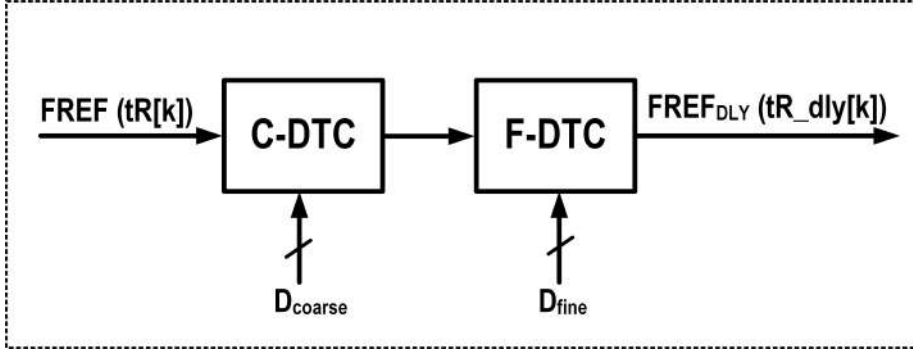 FREF (tR[k])
C-DTC
F-DTC
FREFDLY (tR_dly[k])
Dcoarse
Dfine